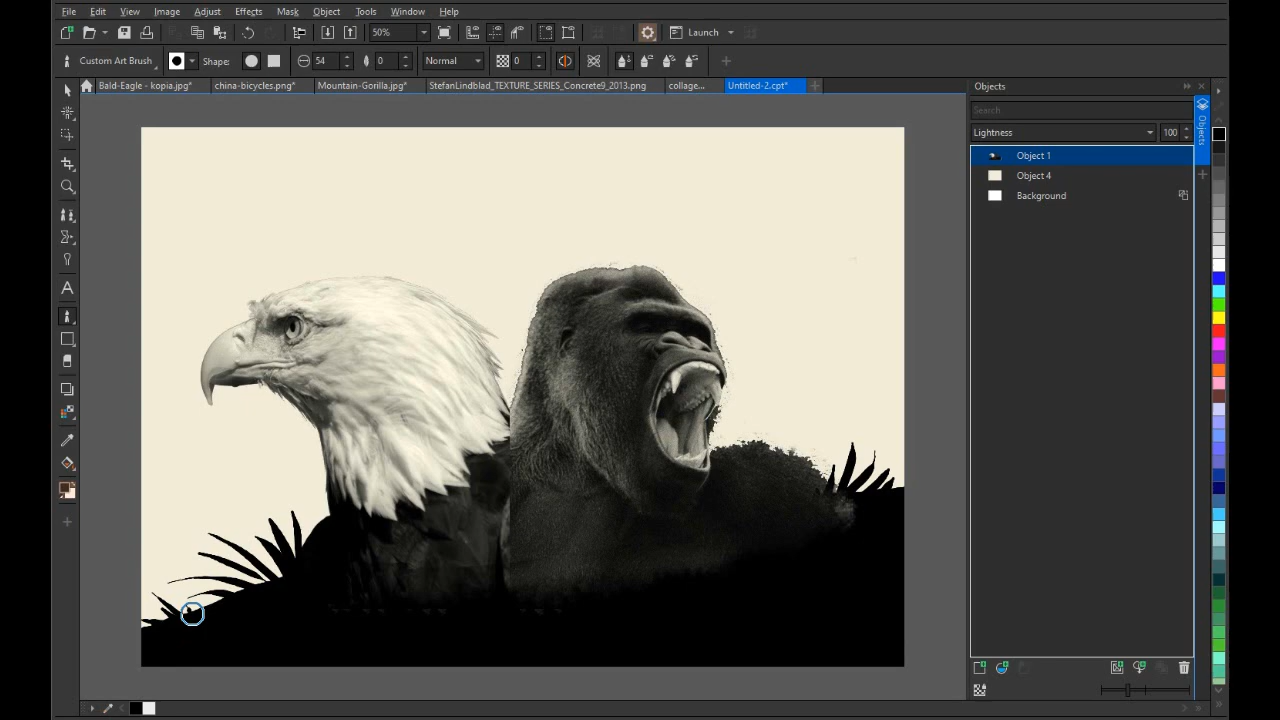 File Edit View Image Adjust Effects Mask Object Tools Window Help
50% Launch
Custom Art Brush Shape: 54 0 Normal 0
Bald-Eagle - kopia.jpg* china-bicycles.png* Mountain-Gorilla.jpg* StefanLindblad_TEXTURE_SERIES_Concrete9_2013.png collage... Untitled-2.cpt*
Objects
Search
Lightness 100
Objects
Object 1
Object 4
Background